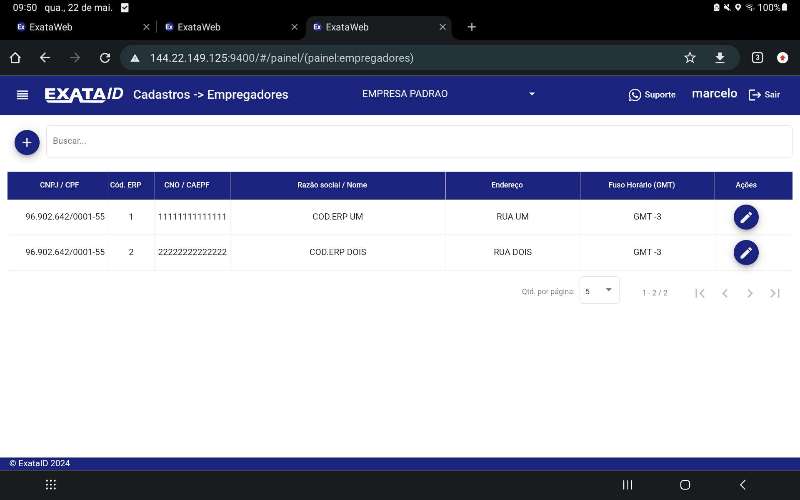 09:50 qua., 22 de mai. 100%
ExataWeb ExataWeb ExataWeb
144.22.149.125:9400/#/painel/(painel:empregadores) 3
EXATAID Cadastros -> Empregadores EMPRESA PADRAO Suporte marcelo Sair
Buscar...
CNPJ / CPF Cód. ERP CNO / CAEPF Razão social / Nome Endereço Fuso Horário (GMT) Ações
96.902.642/0001-55 1 11111111111111 COD.ERP UM RUA UM GMT -3
96.902.642/0001-55 2 22222222222222 COD.ERP DOIS RUA DOIS GMT -3
Qtd. por página: 5 1 - 2 / 2
© ExataID 2024